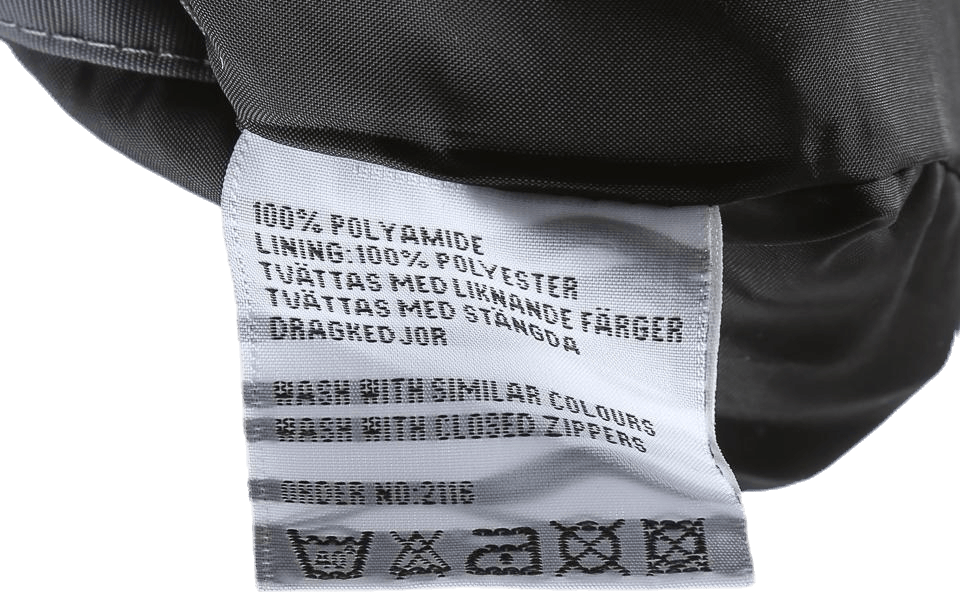 100% POLYAMIDE
LINING:100% POLYESTER
TVÄTTAS MED LIKNANDE FÄRGER
TVÄTTAS MED STÄNGDA
DRAGKEDJOR
WASH WITH SIMILAR COLOURS
WASH WITH CLOSED ZIPPERS
ORDER NO:2116
40°